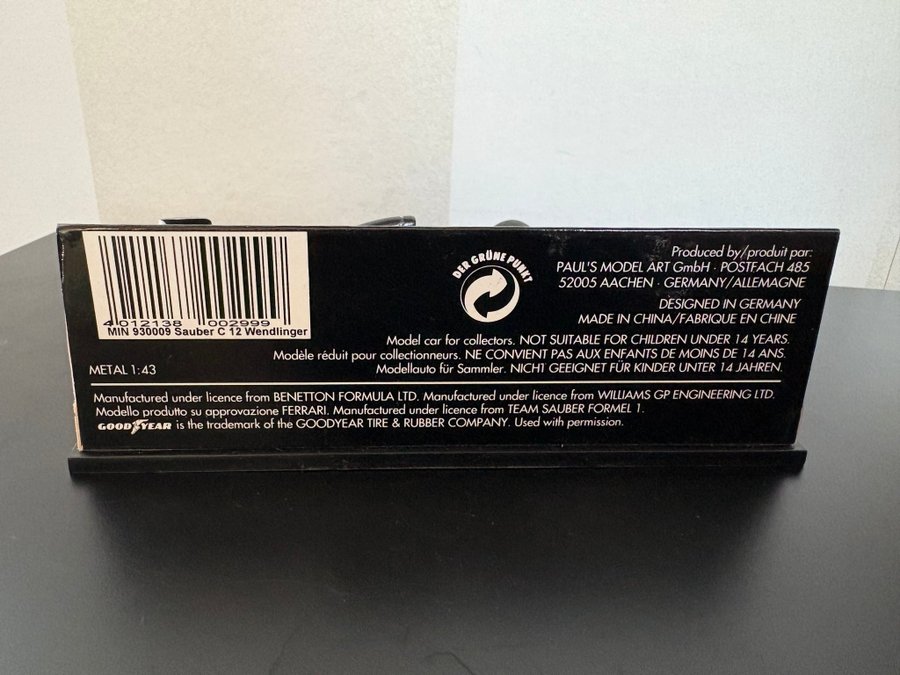 4 012138 002999
MIN 930009 Sauber C 12 Wendlinger
METAL 1:43
DER GRÜNE PUNKT
Produced by/produit par:
PAUL'S MODEL ART GmbH · POSTFACH 485
52005 AACHEN · GERMANY/ALLEMAGNE
DESIGNED IN GERMANY
MADE IN CHINA/FABRIQUE EN CHINE
Model car for collectors. NOT SUITABLE FOR CHILDREN UNDER 14 YEARS.
Modèle réduit pour collectionneurs. NE CONVIENT PAS AUX ENFANTS DE MOINS DE 14 ANS.
Modellauto für Sammler. NICHT GEEIGNET FÜR KINDER UNTER 14 JAHREN.
Manufactured under licence from BENETTON FORMULA LTD. Manufactured under licence from WILLIAMS GP ENGINEERING LTD.
Modello produtto su approvazione FERRARI. Manufactured under licence from TEAM SAUBER FORMEL 1.
GOODYEAR is the trademark of the GOODYEAR TIRE & RUBBER COMPANY. Used with permission.